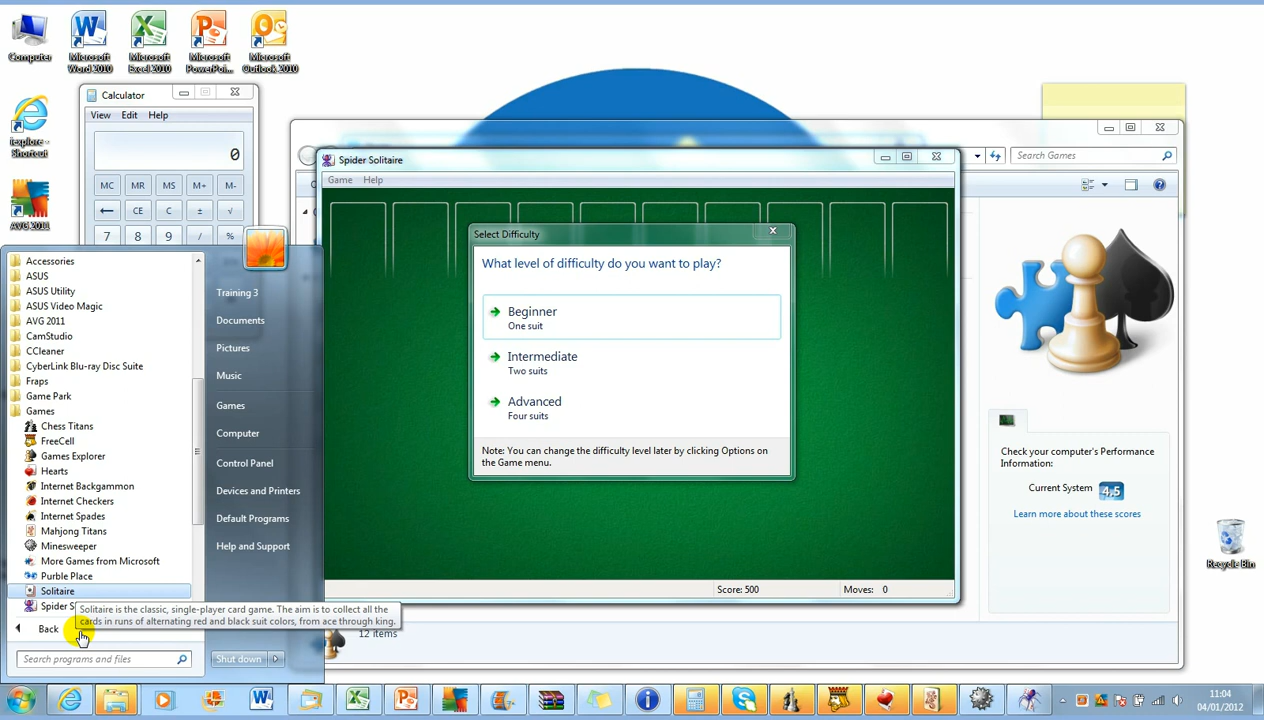 Computer
Microsoft
Word 2010
Microsoft
Excel 2010
Microsoft
PowerPoi...
Microsoft
Outlook 2010
iexplore -
Shortcut
AVG 2011
Calculator
View Edit Help
0
MC MR MS M+ M-
← CE C ± √
7 8 9 / %
Search Games
Spider Solitaire
Game Help
Select Difficulty
What level of difficulty do you want to play?
Beginner
One suit
Intermediate
Two suits
Advanced
Four suits
Note: You can change the difficulty level later by clicking Options on
the Game menu.
Score: 500
Moves: 0
12 items
Check your computer's Performance
Information:
Current System 4,5
Learn more about these scores
Recycle Bin
Accessories
ASUS
ASUS Utility
ASUS Video Magic
AVG 2011
CamStudio
CCleaner
CyberLink Blu-ray Disc Suite
Fraps
Game Park
Games
Chess Titans
FreeCell
Games Explorer
Hearts
Internet Backgammon
Internet Checkers
Internet Spades
Mahjong Titans
Minesweeper
More Games from Microsoft
Purble Place
Solitaire
Spider S
Solitaire is the classic, single-player card game. The aim is to collect all the
cards in runs of alternating red and black suit colors, from ace through king.
Back
Search programs and files
Training 3
Documents
Pictures
Music
Games
Computer
Control Panel
Devices and Printers
Default Programs
Help and Support
Shut down
11:04
04/01/2012